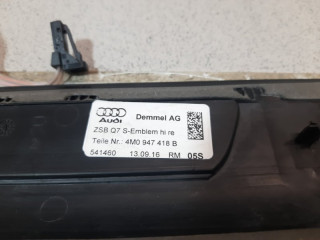 Audi Demmel AG
ZSB Q7 S-Emblem hi re
Teile.Nr.: 4M0 947 418 B
541460 13.09.16 RM 05S